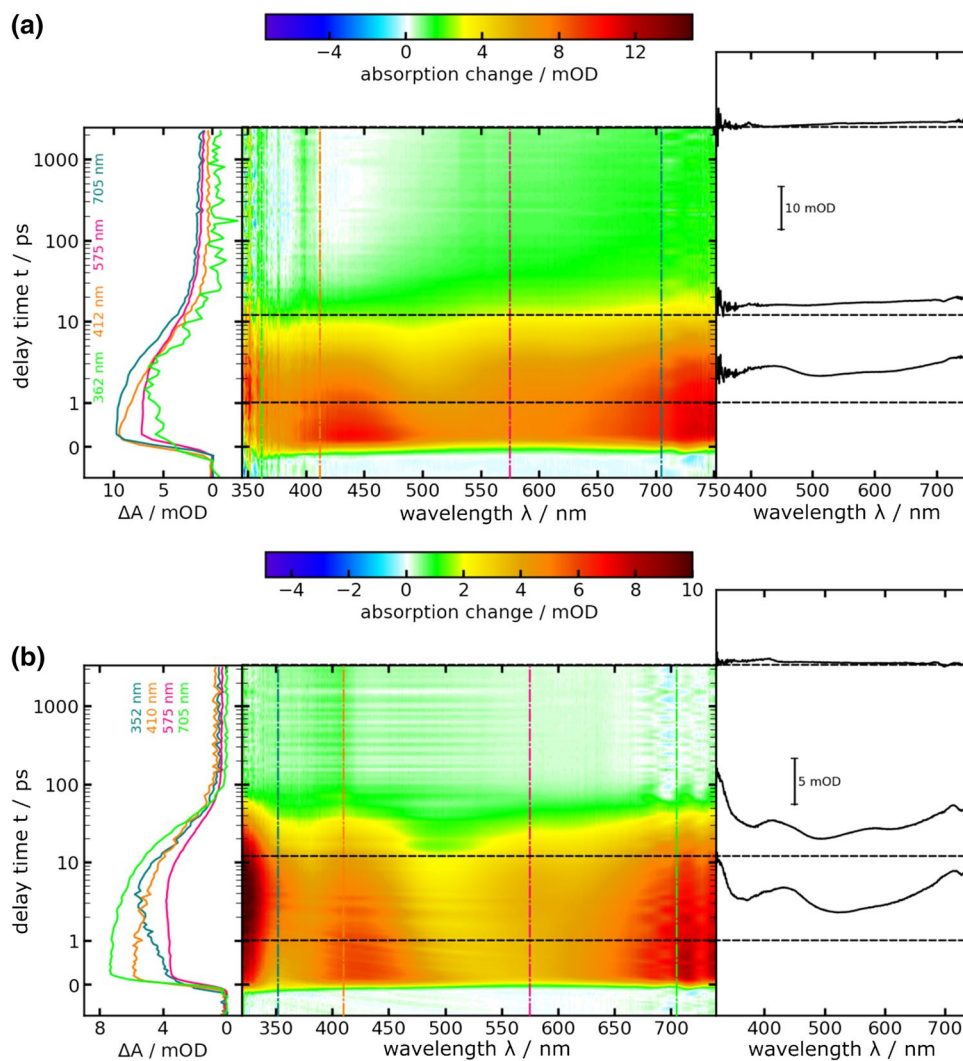 (a)
−4 0 4 8 12
absorption change / mOD
1000
100
10
1
0
delay time t / ps
705 nm
575 nm
412 nm
362 nm
10 mOD
10 5 0
ΔA / mOD
350 400 450 500 550 600 650 700 750
wavelength λ / nm
400 500 600 700
wavelength λ / nm
−4 −2 0 2 4 6 8 10
absorption change / mOD
(b)
1000
100
10
1
0
delay time t / ps
352 nm
410 nm
575 nm
705 nm
5 mOD
8 4 0
ΔA / mOD
350 400 450 500 550 600 650 700
wavelength λ / nm
400 500 600 700
wavelength λ / nm